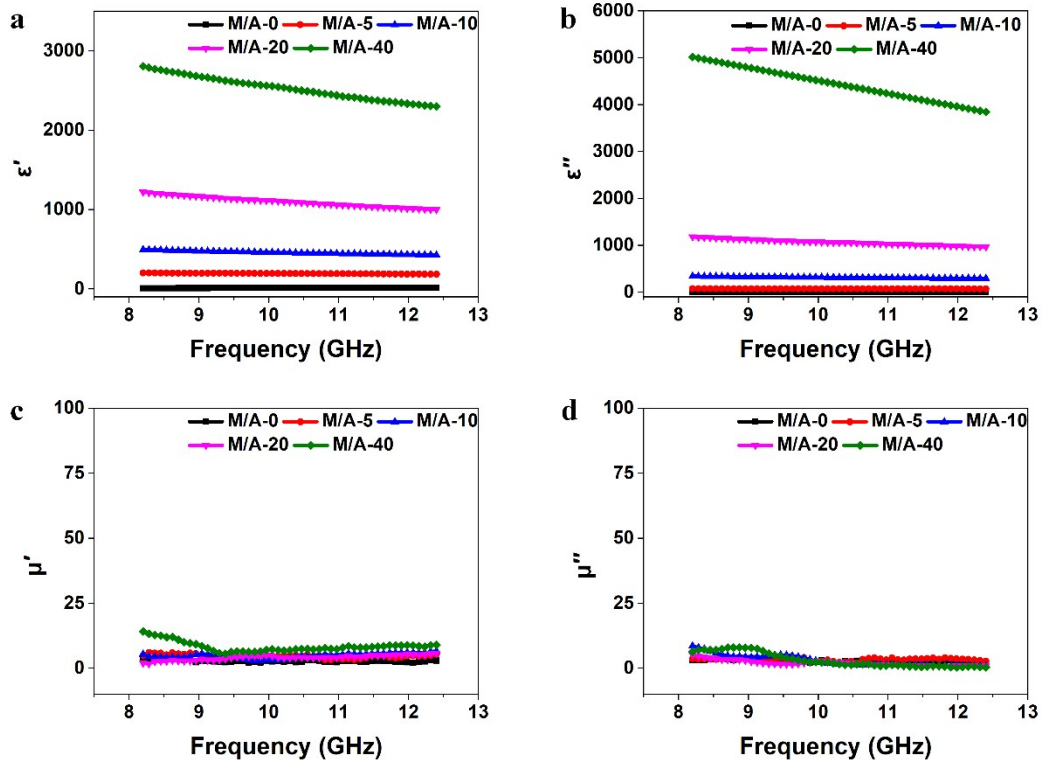 a
M/A-0 M/A-5 M/A-10
M/A-20 M/A-40
3000
2000
1000
0
ε′
8 9 10 11 12 13
Frequency (GHz)
b
M/A-0 M/A-5 M/A-10
M/A-20 M/A-40
6000
5000
4000
3000
2000
1000
0
ε″
8 9 10 11 12 13
Frequency (GHz)
c
M/A-0 M/A-5 M/A-10
M/A-20 M/A-40
100
75
50
25
0
μ′
8 9 10 11 12 13
Frequency (GHz)
d
M/A-0 M/A-5 M/A-10
M/A-20 M/A-40
100
75
50
25
0
μ″
8 9 10 11 12 13
Frequency (GHz)